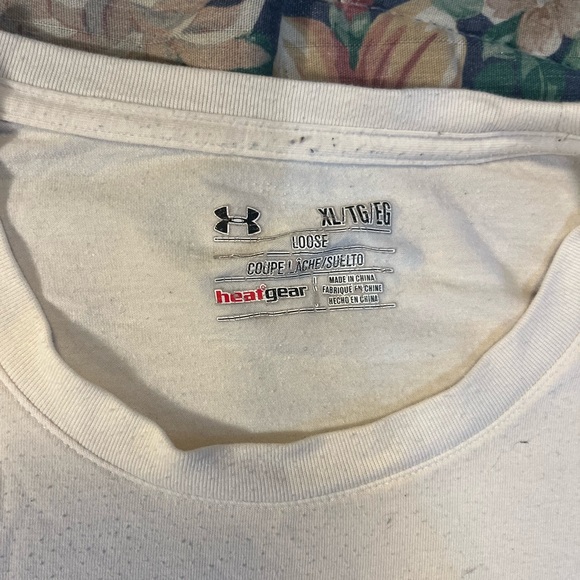 XL/TG/EG
LOOSE
COUPE LÂCHE/SUELTO
heatgear
MADE IN CHINA
FABRIQUÉ EN CHINE
HECHO EN CHINA